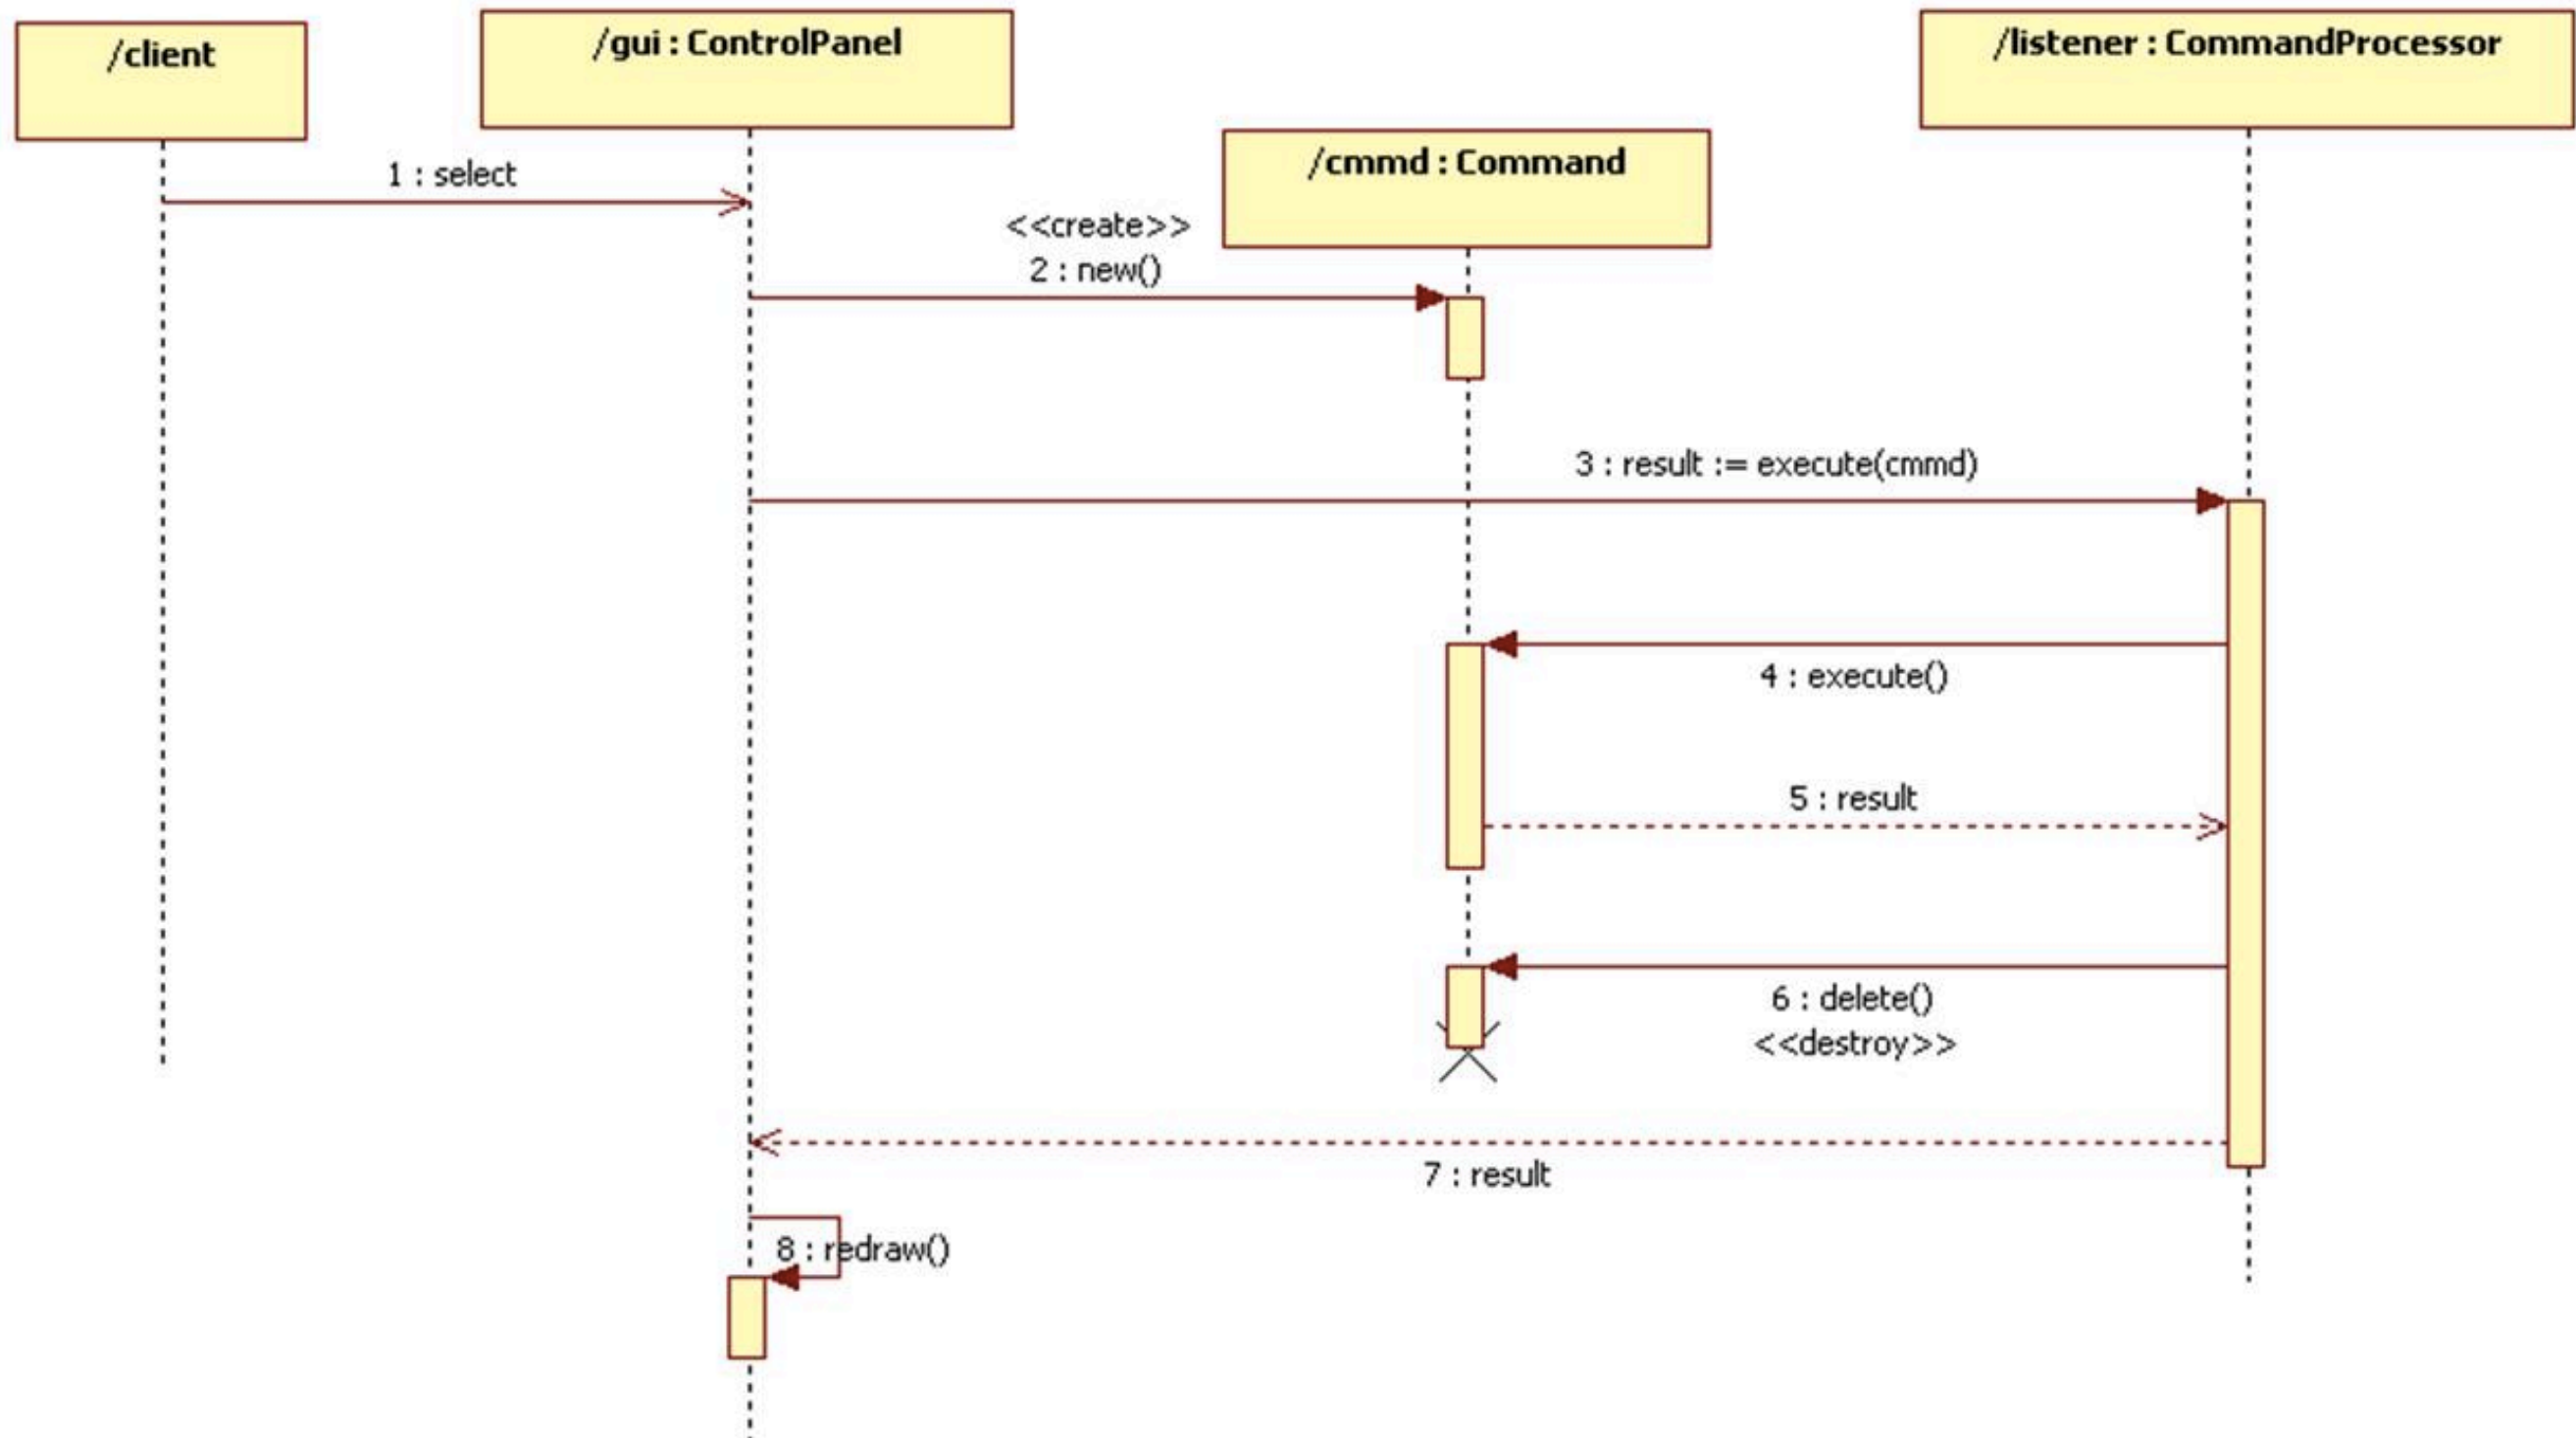 /client
/gui : ControlPanel
/listener : CommandProcessor
/cmmd : Command
1 : select
<<create>>
2 : new()
3 : result := execute(cmmd)
4 : execute()
5 : result
6 : delete()
<<destroy>>
7 : result
8 : redraw()